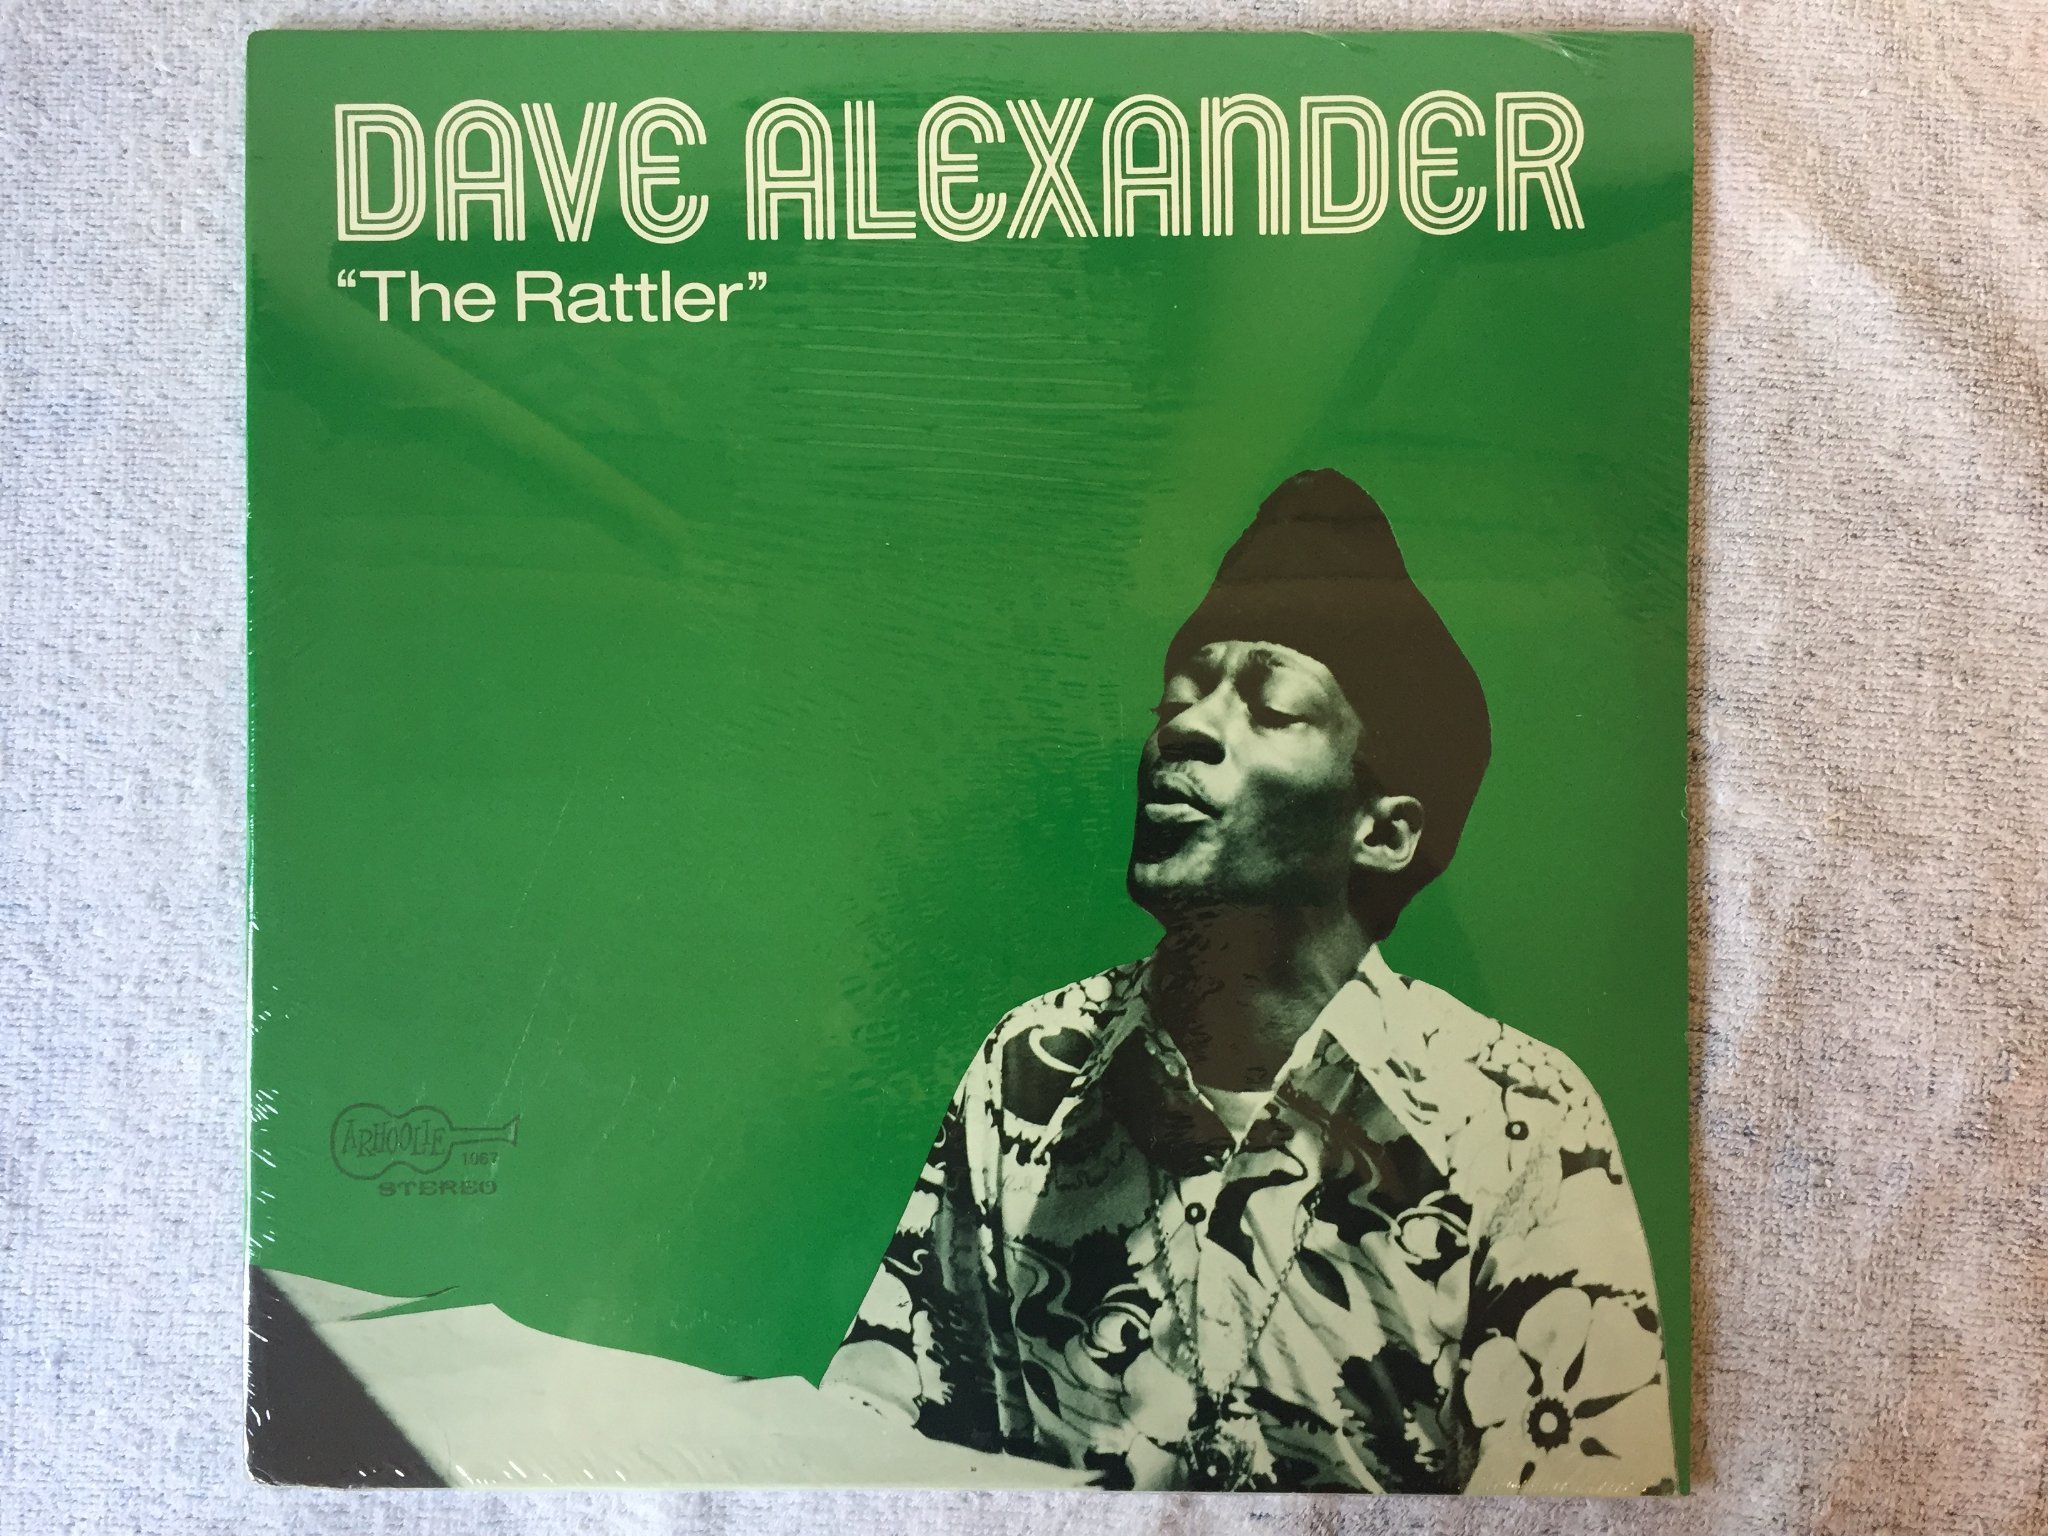 DAVE ALEXANDER
“The Rattler”
ARHOOLIE
1067
STEREO